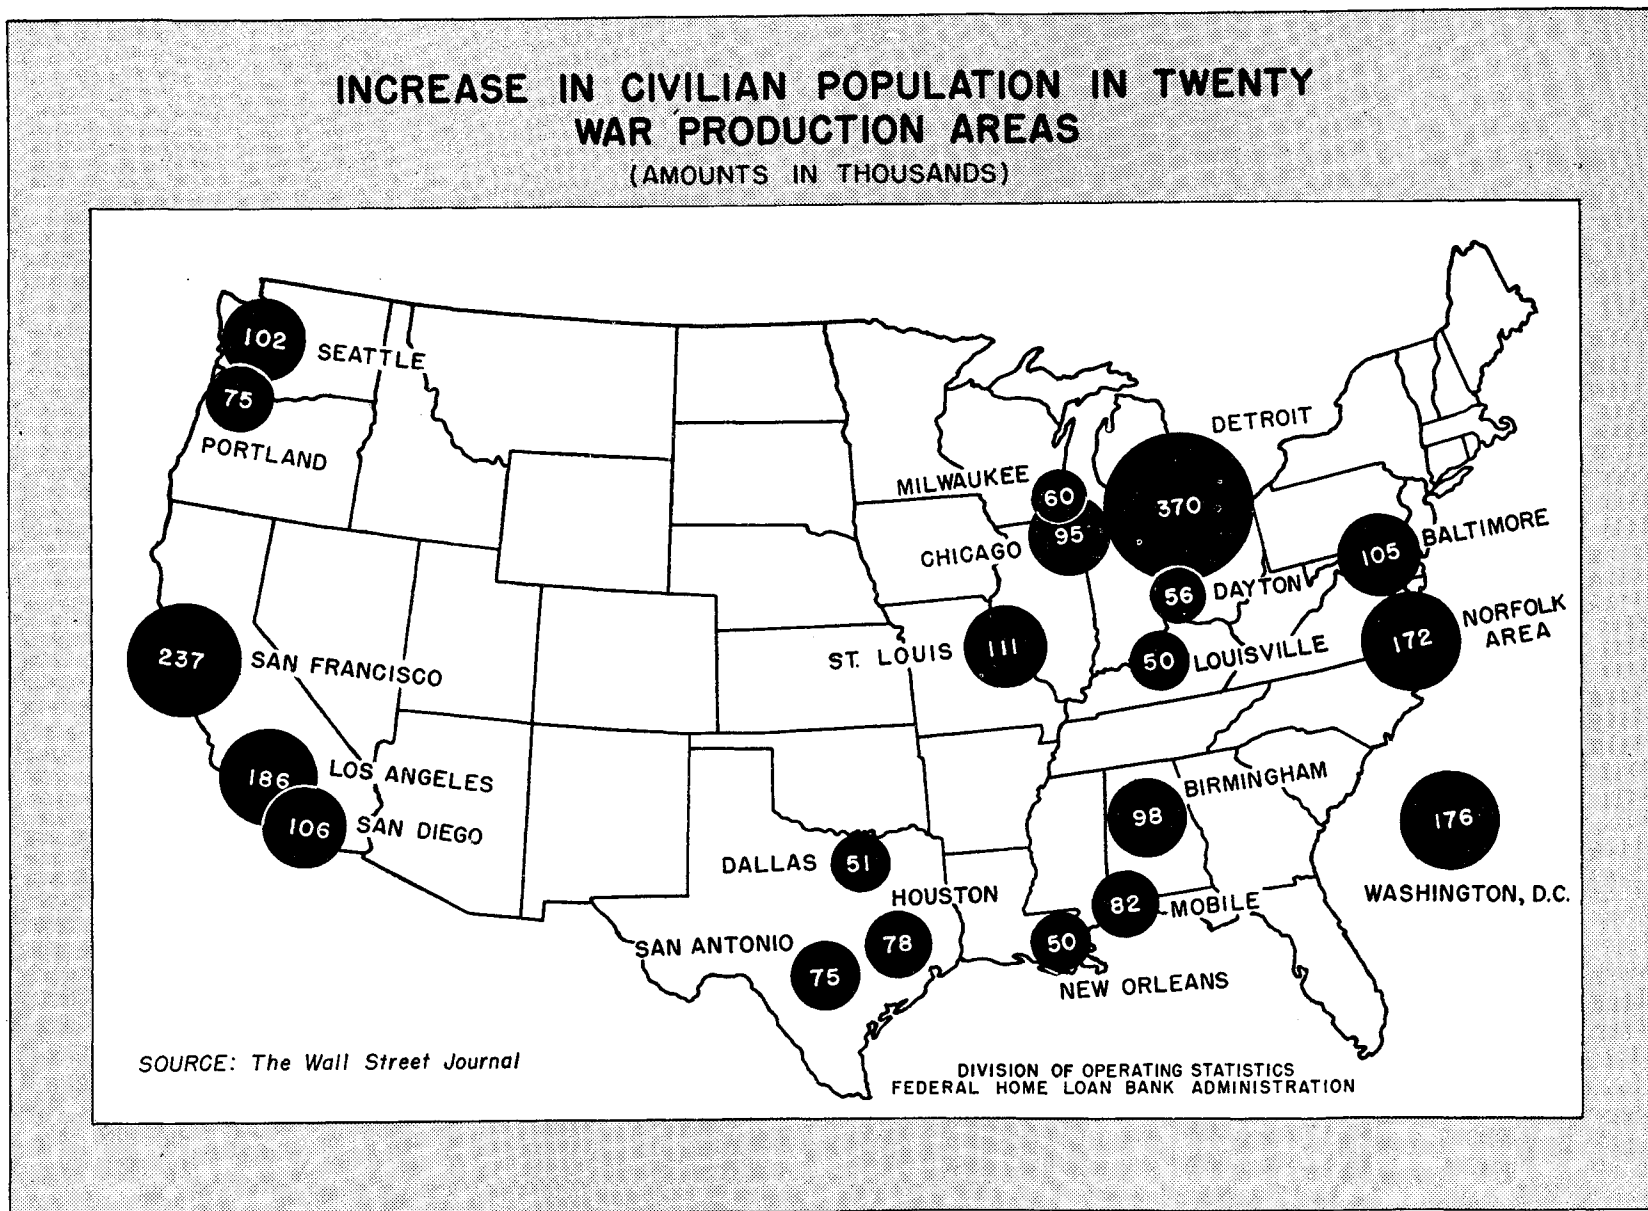 INCREASE IN CIVILIAN POPULATION IN TWENTY
WAR PRODUCTION AREAS
(AMOUNTS IN THOUSANDS)
102
SEATTLE
75
PORTLAND
DETROIT
370
MILWAUKEE
60
CHICAGO
95
BALTIMORE
105
56
DAYTON
NORFOLK
AREA
172
ST. LOUIS
111
50
LOUISVILLE
237
SAN FRANCISCO
186
LOS ANGELES
106
SAN DIEGO
BIRMINGHAM
98
176
WASHINGTON, D.C.
DALLAS
51
HOUSTON
78
82
MOBILE
SAN ANTONIO
75
50
NEW ORLEANS
SOURCE: The Wall Street Journal
DIVISION OF OPERATING STATISTICS
FEDERAL HOME LOAN BANK ADMINISTRATION